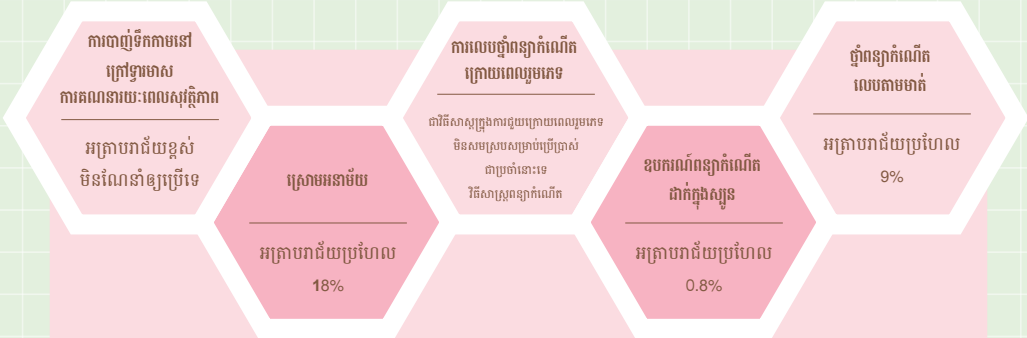 ការបាញ់ទឹកកាមនៅ
ក្រៅទ្វារមាស
ការគណនារយៈពេលសុវត្ថិភាព
អត្រាបរាជ័យខ្ពស់
មិនណែនាំឲ្យប្រើទេ
ស្រោមអនាម័យ
អត្រាបរាជ័យប្រហែល
18%
ការលេបថ្នាំពន្យាកំណើត
ក្រោយពេលរួមភេទ
ជាវិធីសាស្តក្រុងការជួយក្រោយពេលរួមភេទ
មិនសមស្របសម្រាប់ប្រើប្រាស់
ជាប្រចាំនោះទេ
វិធីសាស្ត្រពន្យាកំណើត
ឧបករណ៍ពន្យាកំណើត
ដាក់ក្នុងស្បូន
អត្រាបរាជ័យប្រហែល
0.8%
ថ្នាំពន្យាកំណើត
លេបតាមមាត់
អត្រាបរាជ័យប្រហែល
9%